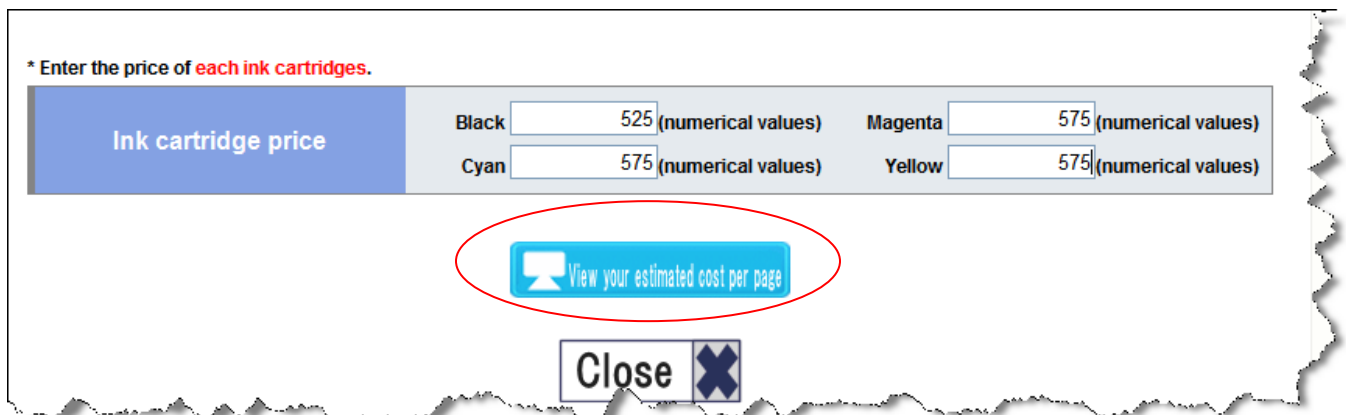 * Enter the price of each ink cartridges.
Ink cartridge price
Black 525 (numerical values) Magenta 575 (numerical values)
Cyan 575 (numerical values) Yellow 575 (numerical values)
View your estimated cost per page
Close